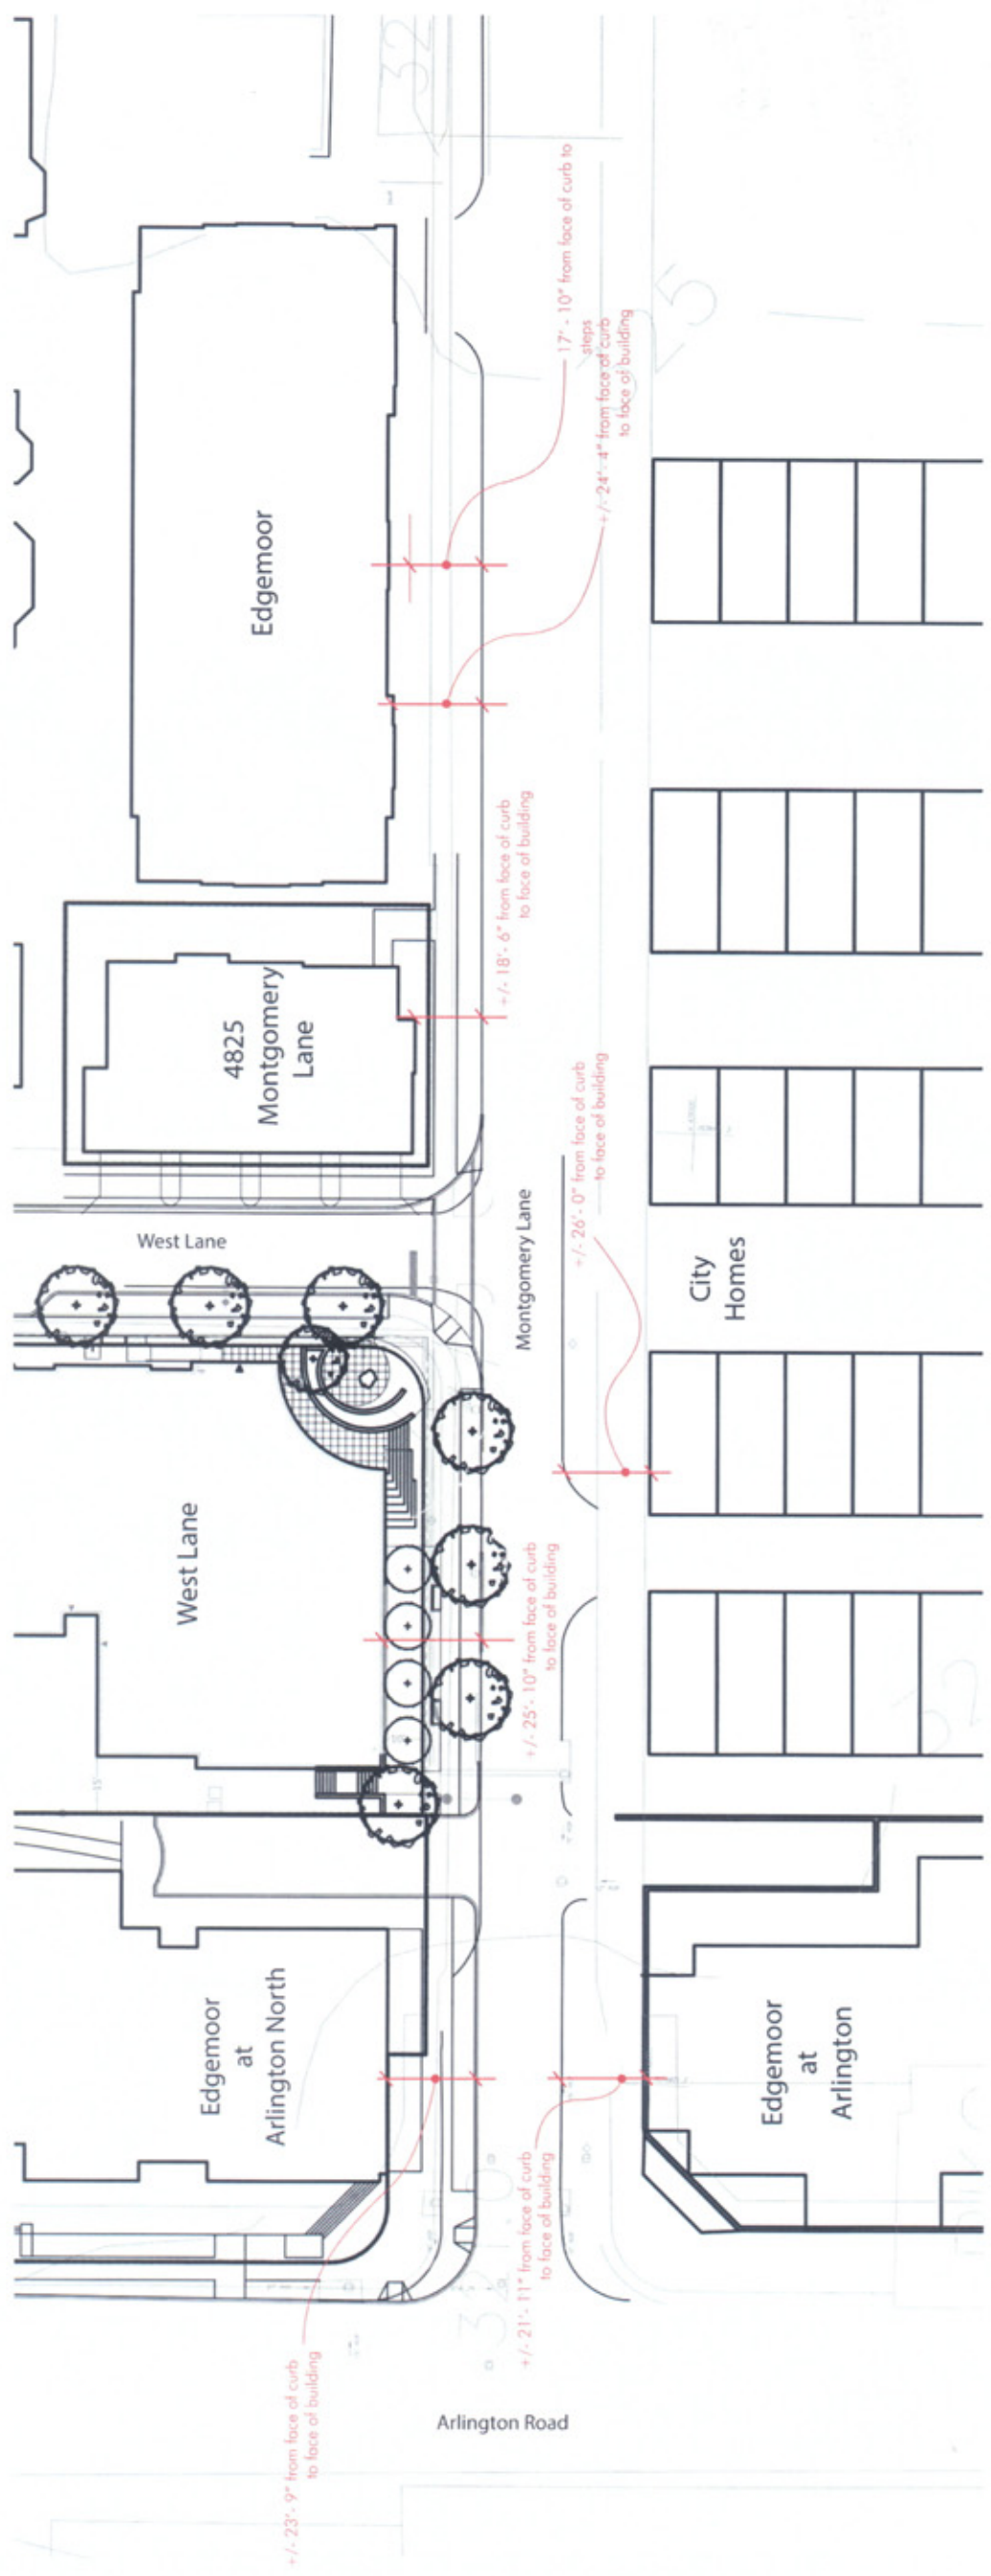 32
17' - 10" from face of curb to
steps
+/- 24'- 4" from face of curb
to face of building
Edgemoor
+/- 18'- 6" from face of curb
to face of building
4825
Montgomery
Lane
+/- 26'- 0" from face of curb
to face of building
West Lane
Montgomery Lane
City
Homes
West Lane
+/- 25'- 10" from face of curb
to face of building
15'
Edgemoor
at
Arlington North
Edgemoor
at
Arlington
+/- 21'- 11" from face of curb
to face of building
+/- 23'- 9" from face of curb
to face of building
Arlington Road